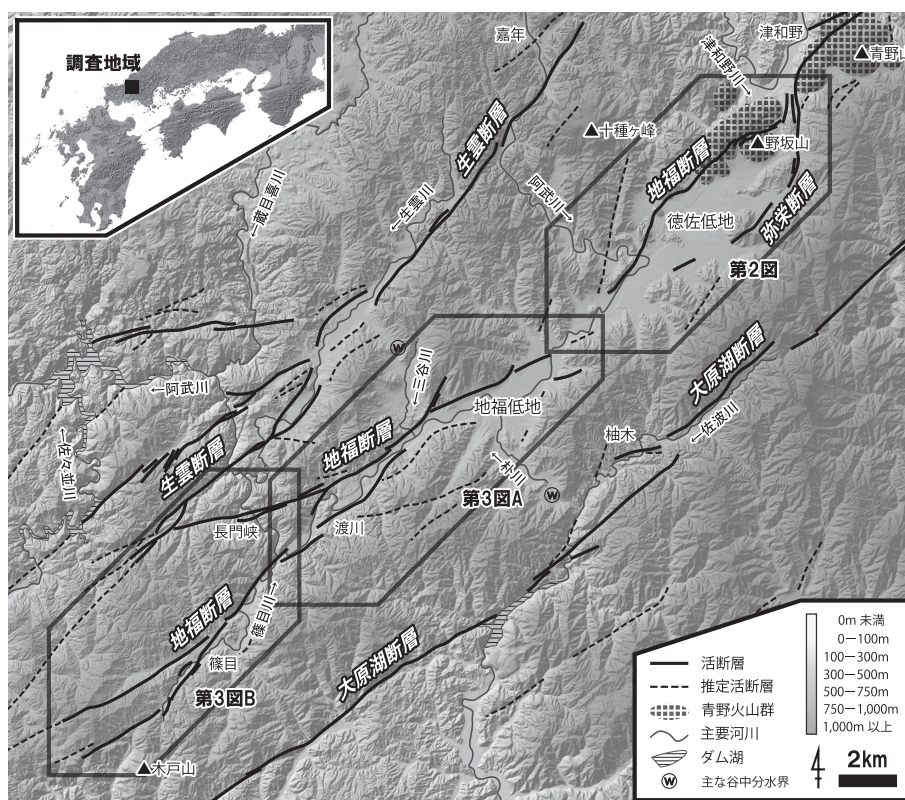 調査地域
嘉年
津和野
津和野川→
▲青野山
▲十種ヶ峰
▲野坂山
生雲断層
地福断層
←蔵目喜川
←生雲川
阿武川→
徳佐低地
弥栄断層
第2図
大原湖断層
Ⓦ
←三谷川
←阿武川
地福低地
←佐波川
柚木
←佐々並川
地福断層
生雲断層
←朴川
第3図A
Ⓦ
長門峡
渡川
地福断層
篠目川→
大原湖断層
篠目
第3図B
▲木戸山
活断層
推定活断層
青野火山群
主要河川
ダム湖
Ⓦ 主な谷中分水界
0m 未満
0－100m
100－300m
300－500m
500－750m
750－1,000m
1,000m 以上
2km